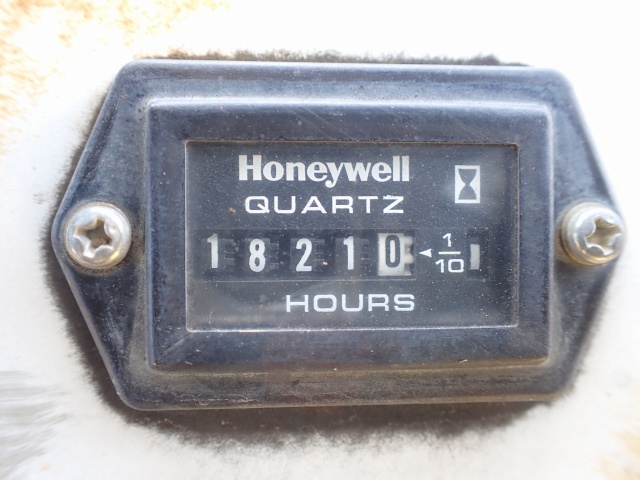 Honeywell
QUARTZ
18210 ◄ 1/10
HOURS